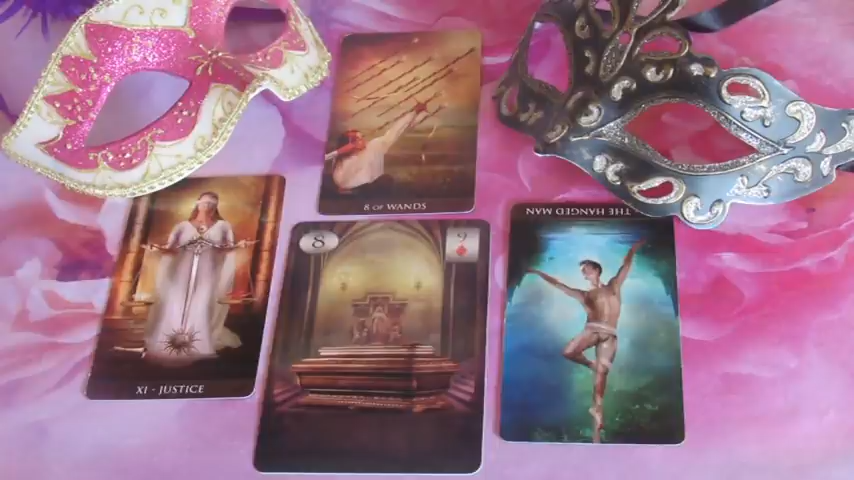 8 OF WANDS
XI - JUSTICE
8
9
THE HANGED MAN